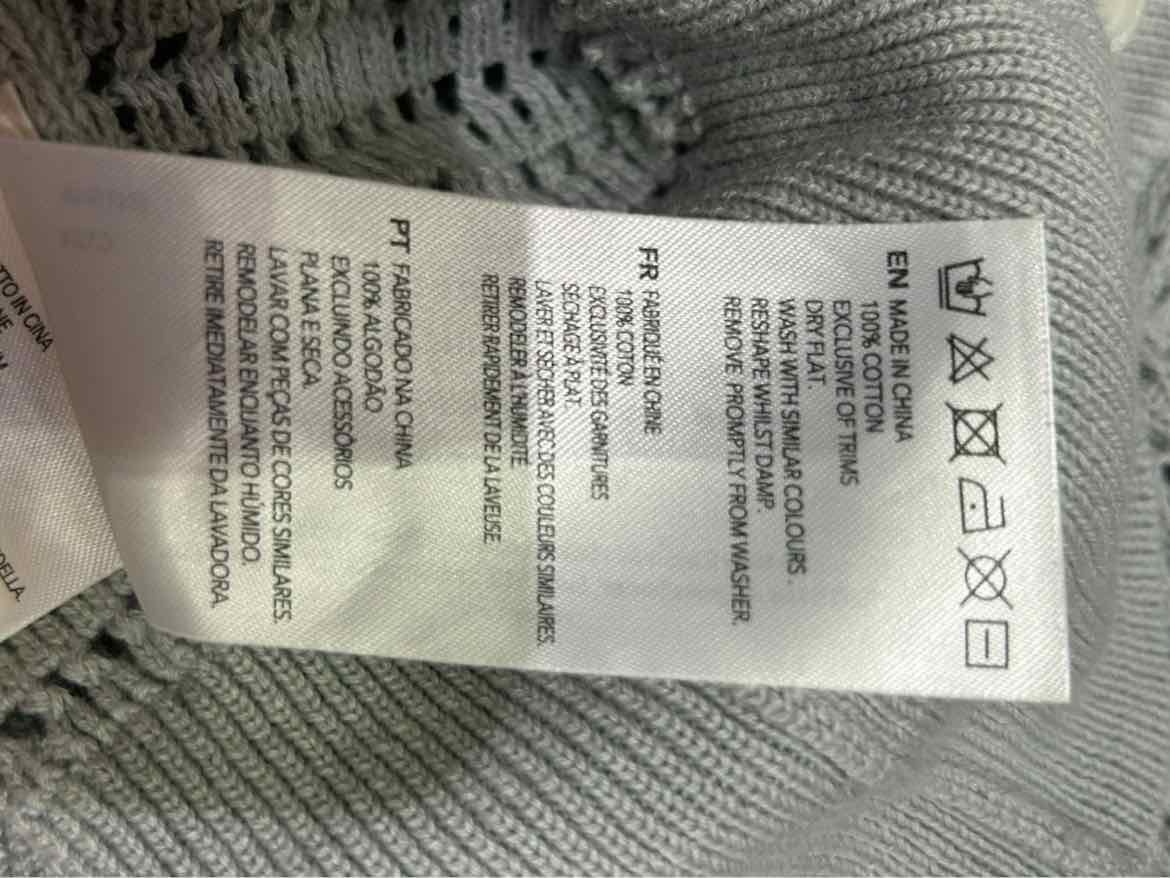 EN MADE IN CHINA
100% COTTON
EXCLUSIVE OF TRIMS
DRY FLAT.
WASH WITH SIMILAR COLOURS.
RESHAPE WHILST DAMP.
REMOVE PROMPTLY FROM WASHER.
FR FABRIQUÉ EN CHINE
100% COTON
EXCLUSIVITÉ DES GARNITURES
SÉCHAGE À PLAT.
LAVER ET SÉCHER AVEC DES COULEURS SIMILAIRES.
REMODELER À L'HUMIDITÉ
RETIRER RAPIDEMENT DE LA LAVEUSE.
PT FABRICADO NA CHINA
100% ALGODÃO
EXCLUINDO ACESSÓRIOS
PLANA E SECA.
LAVAR COM PEÇAS DE CORES SIMILARES.
REMODELAR ENQUANTO HÚMIDO.
RETIRE IMEDIATAMENTE DA LAVADORA.
IN CINA